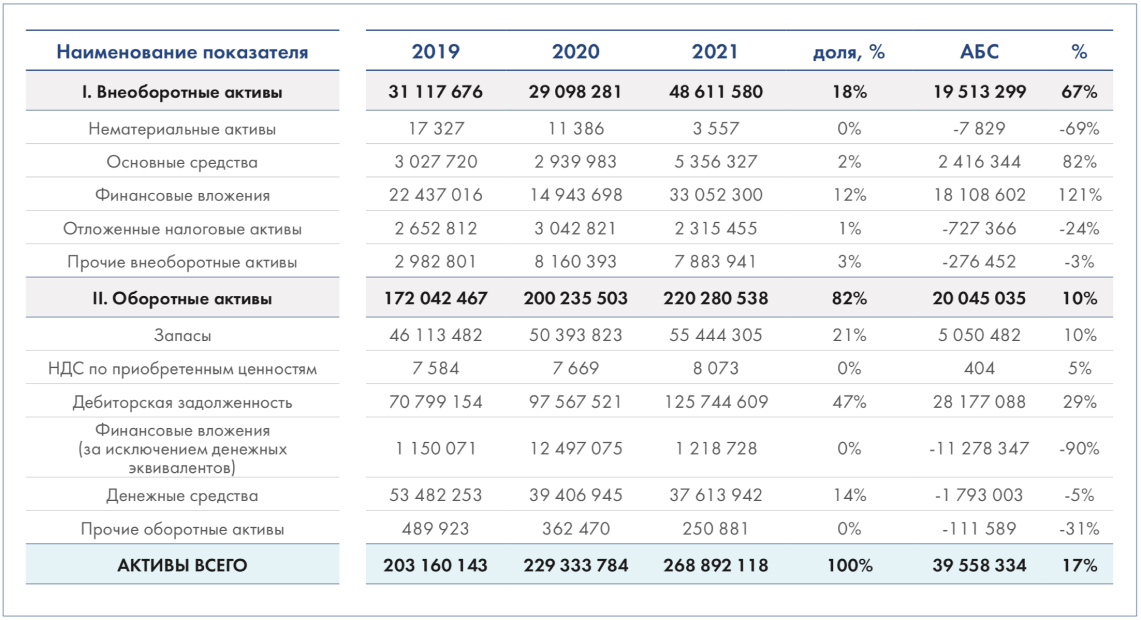 Наименование показателя 2019 2020 2021 доля, % АБС %
I. Внеоборотные активы 31 117 676 29 098 281 48 611 580 18% 19 513 299 67%
Нематериальные активы 17 327 11 386 3 557 0% -7 829 -69%
Основные средства 3 027 720 2 939 983 5 356 327 2% 2 416 344 82%
Финансовые вложения 22 437 016 14 943 698 33 052 300 12% 18 108 602 121%
Отложенные налоговые активы 2 652 812 3 042 821 2 315 455 1% -727 366 -24%
Прочие внеоборотные активы 2 982 801 8 160 393 7 883 941 3% -276 452 -3%
II. Оборотные активы 172 042 467 200 235 503 220 280 538 82% 20 045 035 10%
Запасы 46 113 482 50 393 823 55 444 305 21% 5 050 482 10%
НДС по приобретенным ценностям 7 584 7 669 8 073 0% 404 5%
Дебиторская задолженность 70 799 154 97 567 521 125 744 609 47% 28 177 088 29%
Финансовые вложения
(за исключением денежных 1 150 071 12 497 075 1 218 728 0% -11 278 347 -90%
эквивалентов)
Денежные средства 53 482 253 39 406 945 37 613 942 14% -1 793 003 -5%
Прочие оборотные активы 489 923 362 470 250 881 0% -111 589 -31%
АКТИВЫ ВСЕГО 203 160 143 229 333 784 268 892 118 100% 39 558 334 17%